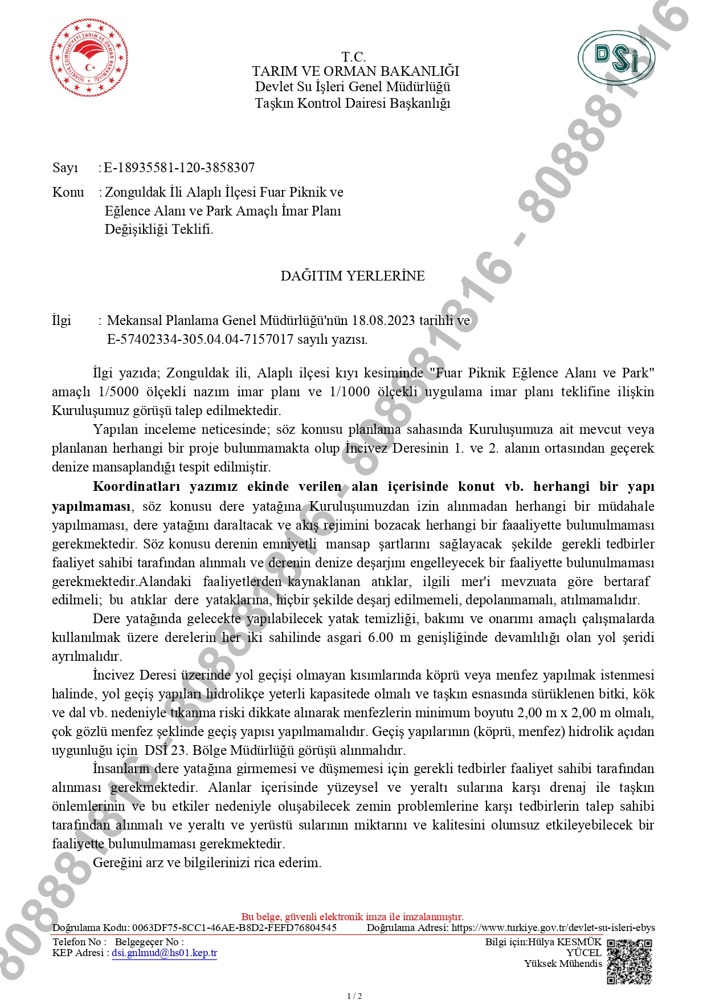 TÜRKİYE CUMHURİYETİ TARIM VE ORMAN BAKANLIĞI
DSİ
T.C.
TARIM VE ORMAN BAKANLIĞI
Devlet Su İşleri Genel Müdürlüğü
Taşkın Kontrol Dairesi Başkanlığı
Sayı : E-18935581-120-3858307
Konu : Zonguldak İli Alaplı İlçesi Fuar Piknik ve
Eğlence Alanı ve Park Amaçlı İmar Planı
Değişikliği Teklifi.
DAĞITIM YERLERİNE
İlgi : Mekansal Planlama Genel Müdürlüğü'nün 18.08.2023 tarihli ve
E-57402334-305.04.04-7157017 sayılı yazısı.
İlgi yazıda; Zonguldak ili, Alaplı ilçesi kıyı kesiminde "Fuar Piknik Eğlence Alanı ve Park"
amaçlı 1/5000 ölçekli nazım imar planı ve 1/1000 ölçekli uygulama imar planı teklifine ilişkin
Kuruluşumuz görüşü talep edilmektedir.
Yapılan inceleme neticesinde; söz konusu planlama sahasında Kuruluşumuza ait mevcut veya
planlanan herhangi bir proje bulunmamakta olup İncivez Deresinin 1. ve 2. alanın ortasından geçerek
denize mansaplandığı tespit edilmiştir.
Koordinatları yazımız ekinde verilen alan içerisinde konut vb. herhangi bir yapı
yapılmaması, söz konusu dere yatağına Kuruluşumuzdan izin alınmadan herhangi bir müdahale
yapılmaması, dere yatağını daraltacak ve akış rejimini bozacak herhangi bir faaaliyette bulunulmaması
gerekmektedir. Söz konusu derenin emniyetli mansap şartlarını sağlayacak şekilde gerekli tedbirler
faaliyet sahibi tarafından alınmalı ve derenin denize deşarjını engelleyecek bir faaliyette bulunulmaması
gerekmektedir.Alandaki faaliyetlerden kaynaklanan atıklar, ilgili mer'i mevzuata göre bertaraf
edilmeli; bu atıklar dere yataklarına, hiçbir şekilde deşarj edilmemeli, depolanmamalı, atılmamalıdır.
Dere yatağında gelecekte yapılabilecek yatak temizliği, bakımı ve onarımı amaçlı çalışmalarda
kullanılmak üzere derelerin her iki sahilinde asgari 6.00 m genişliğinde devamlılığı olan yol şeridi
ayrılmalıdır.
İncivez Deresi üzerinde yol geçişi olmayan kısımlarında köprü veya menfez yapılmak istenmesi
halinde, yol geçiş yapıları hidrolikçe yeterli kapasitede olmalı ve taşkın esnasında sürüklenen bitki, kök
ve dal vb. nedeniyle tıkanma riski dikkate alınarak menfezlerin minimum boyutu 2,00 m x 2,00 m olmalı,
çok gözlü menfez şeklinde geçiş yapısı yapılmamalıdır. Geçiş yapılarının (köprü, menfez) hidrolik açıdan
uygunluğu için DSİ 23. Bölge Müdürlüğü görüşü alınmalıdır.
İnsanların dere yatağına girmemesi ve düşmemesi için gerekli tedbirler faaliyet sahibi tarafından
alınması gerekmektedir. Alanlar içerisinde yüzeysel ve yeraltı sularına karşı drenaj ile taşkın
önlemlerinin ve bu etkiler nedeniyle oluşabilecek zemin problemlerine karşı tedbirlerin talep sahibi
tarafından alınmalı ve yeraltı ve yerüstü sularının miktarını ve kalitesini olumsuz etkileyebilecek bir
faaliyette bulunulmaması gerekmektedir.
Gereğini arz ve bilgilerinizi rica ederim.
80888181816 - 80888181816 - 80888181816 - 80888181816
Bu belge, güvenli elektronik imza ile imzalanmıştır.
Doğrulama Kodu: 0063DF75-8CC1-46AE-B8D2-FEFD76804545 Doğrulama Adresi: https://www.turkiye.gov.tr/devlet-su-isleri-ebys
Telefon No : Belgegeçer No : Bilgi için:Hülya KESMÜK
KEP Adresi : dsi.gnlmud@hs01.kep.tr YÜCEL
Yüksek Mühendis
1 / 2